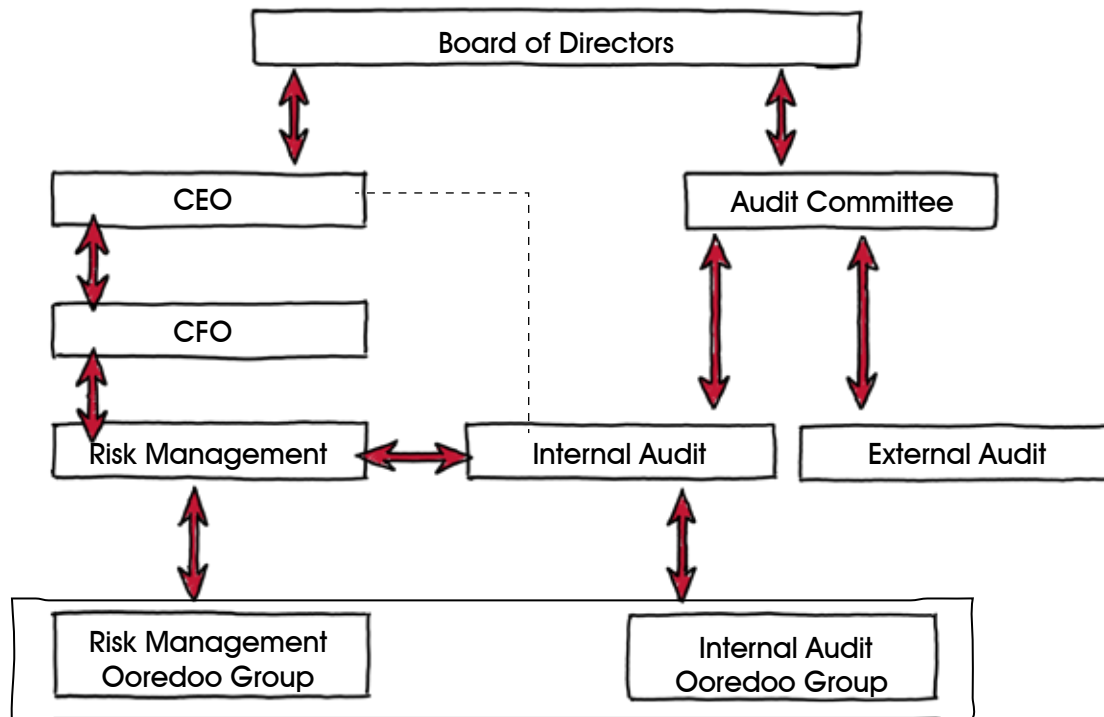 Board of Directors
CEO
Audit Committee
CFO
Risk Management
Internal Audit
External Audit
Risk Management
Ooredoo Group
Internal Audit
Ooredoo Group